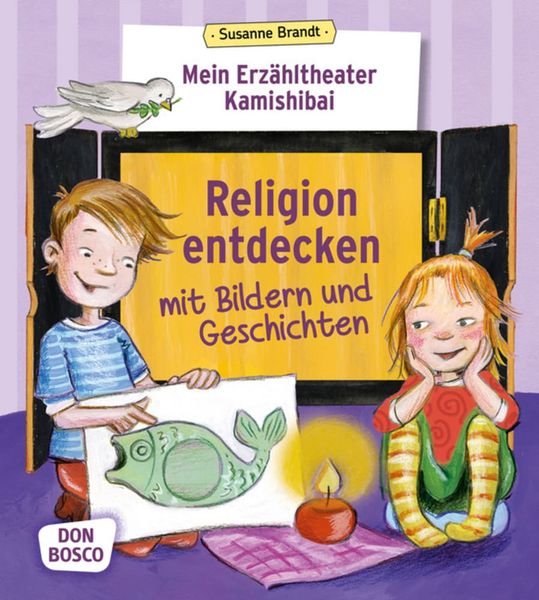 · Susanne Brandt ·
Mein Erzähltheater
Kamishibai
Religion
entdecken
mit Bildern und
Geschichten
DON
BOSCO